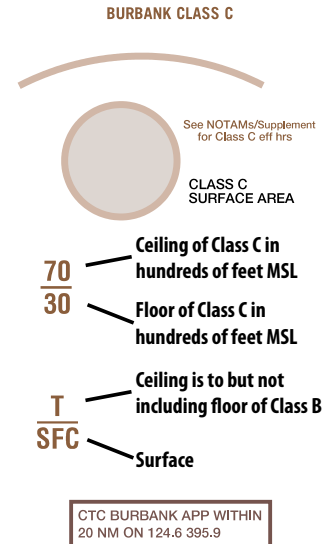 BURBANK CLASS C
See NOTAMs/Supplement
for Class C eff hrs
CLASS C
SURFACE AREA
70
30
Ceiling of Class C in
hundreds of feet MSL
Floor of Class C in
hundreds of feet MSL
T
SFC
Ceiling is to but not
including floor of Class B
Surface
CTC BURBANK APP WITHIN
20 NM ON 124.6 395.9